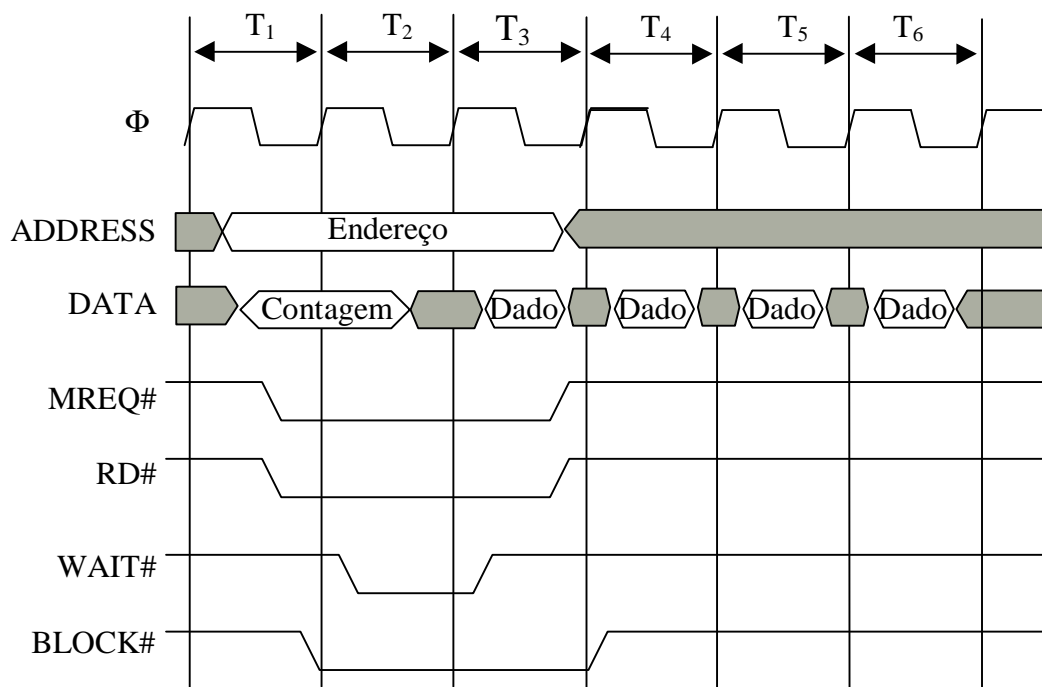 T1 T2 T3 T4 T5 T6
Φ
ADDRESS Endereço
DATA Contagem Dado Dado Dado Dado
MREQ#
RD#
WAIT#
BLOCK#